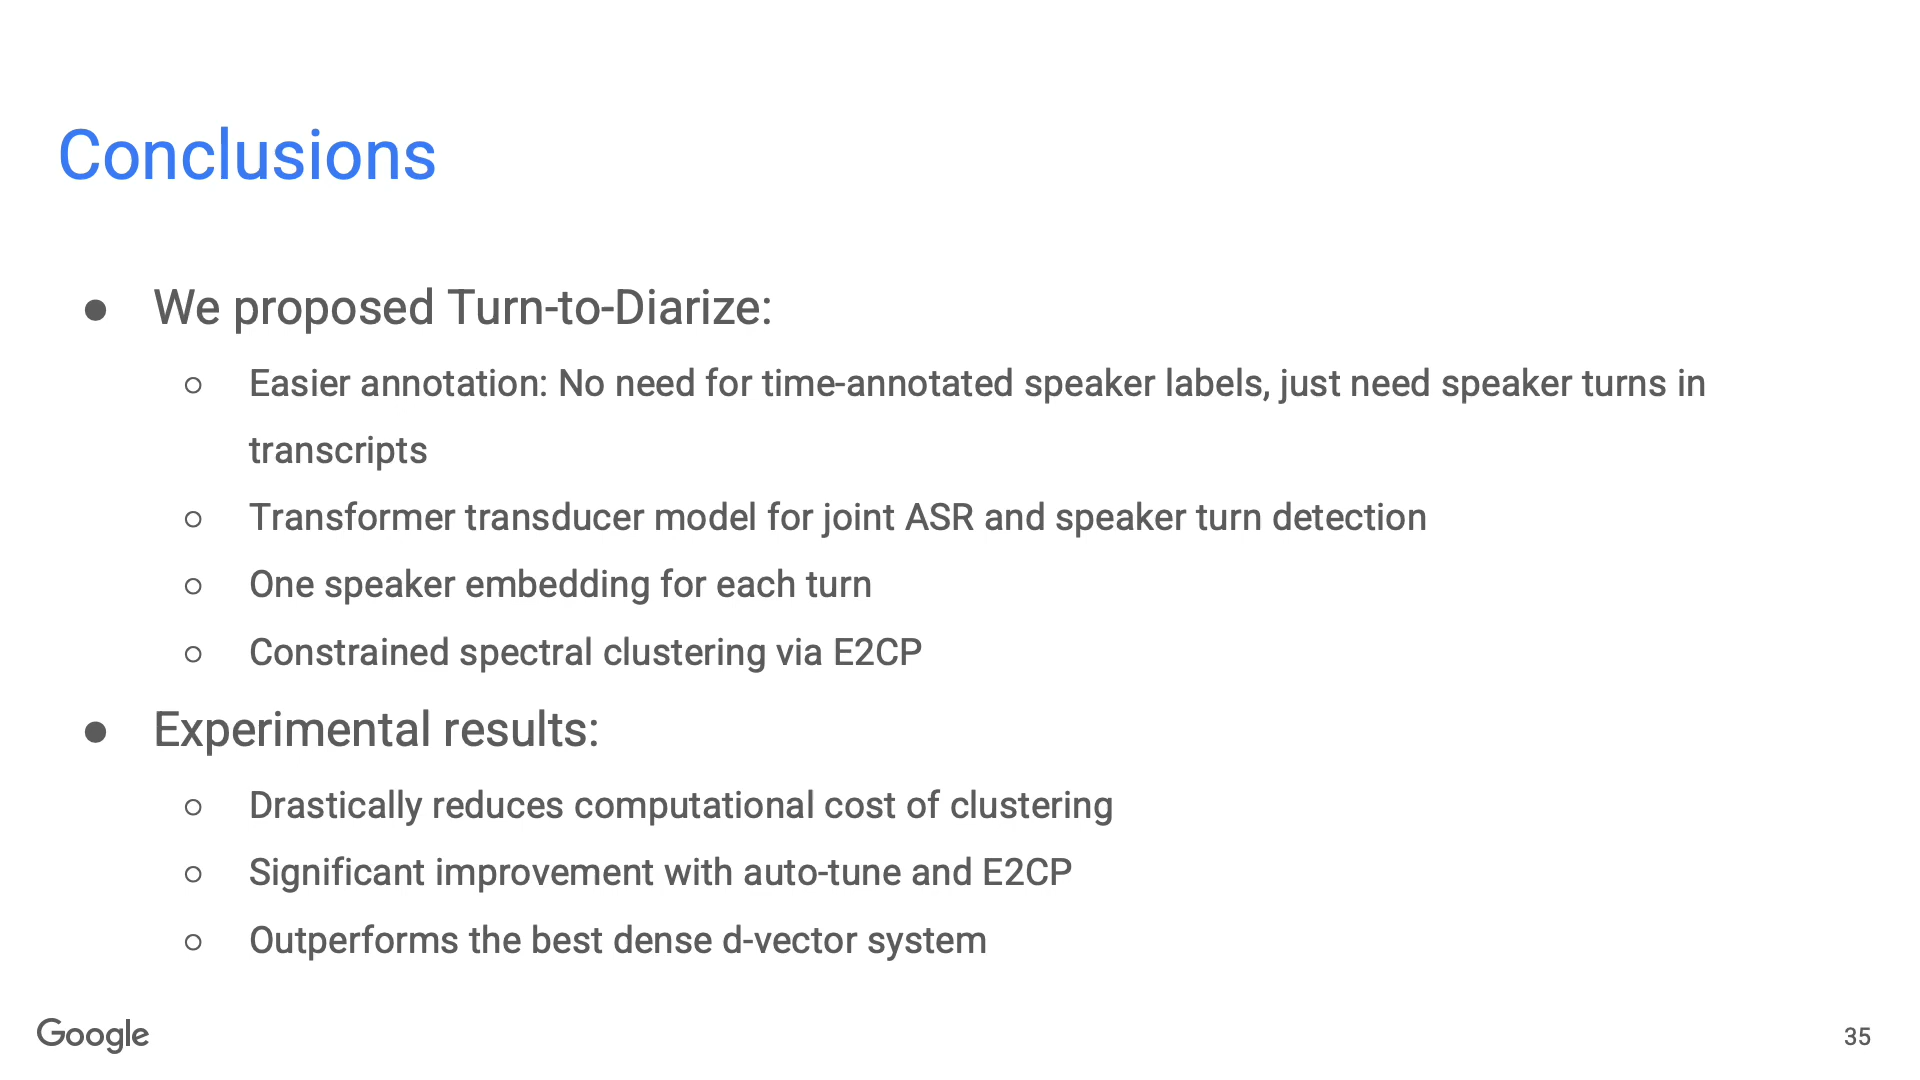 Conclusions
● We proposed Turn-to-Diarize:
○ Easier annotation: No need for time-annotated speaker labels, just need speaker turns in
transcripts
○ Transformer transducer model for joint ASR and speaker turn detection
○ One speaker embedding for each turn
○ Constrained spectral clustering via E2CP
● Experimental results:
○ Drastically reduces computational cost of clustering
○ Significant improvement with auto-tune and E2CP
○ Outperforms the best dense d-vector system
Google
35